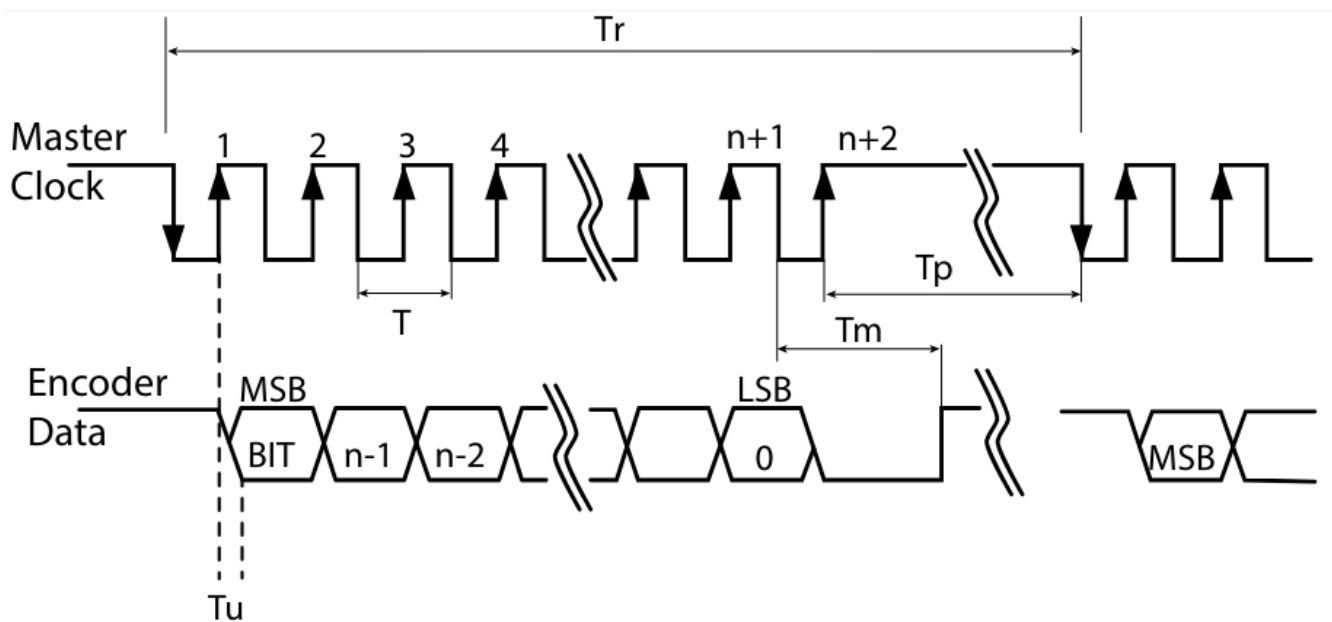 Tr
Master
Clock
1
2
3
4
n+1
n+2
T
Tp
Tm
Encoder
Data
MSB
LSB
BIT
n-1
n-2
0
MSB
Tu